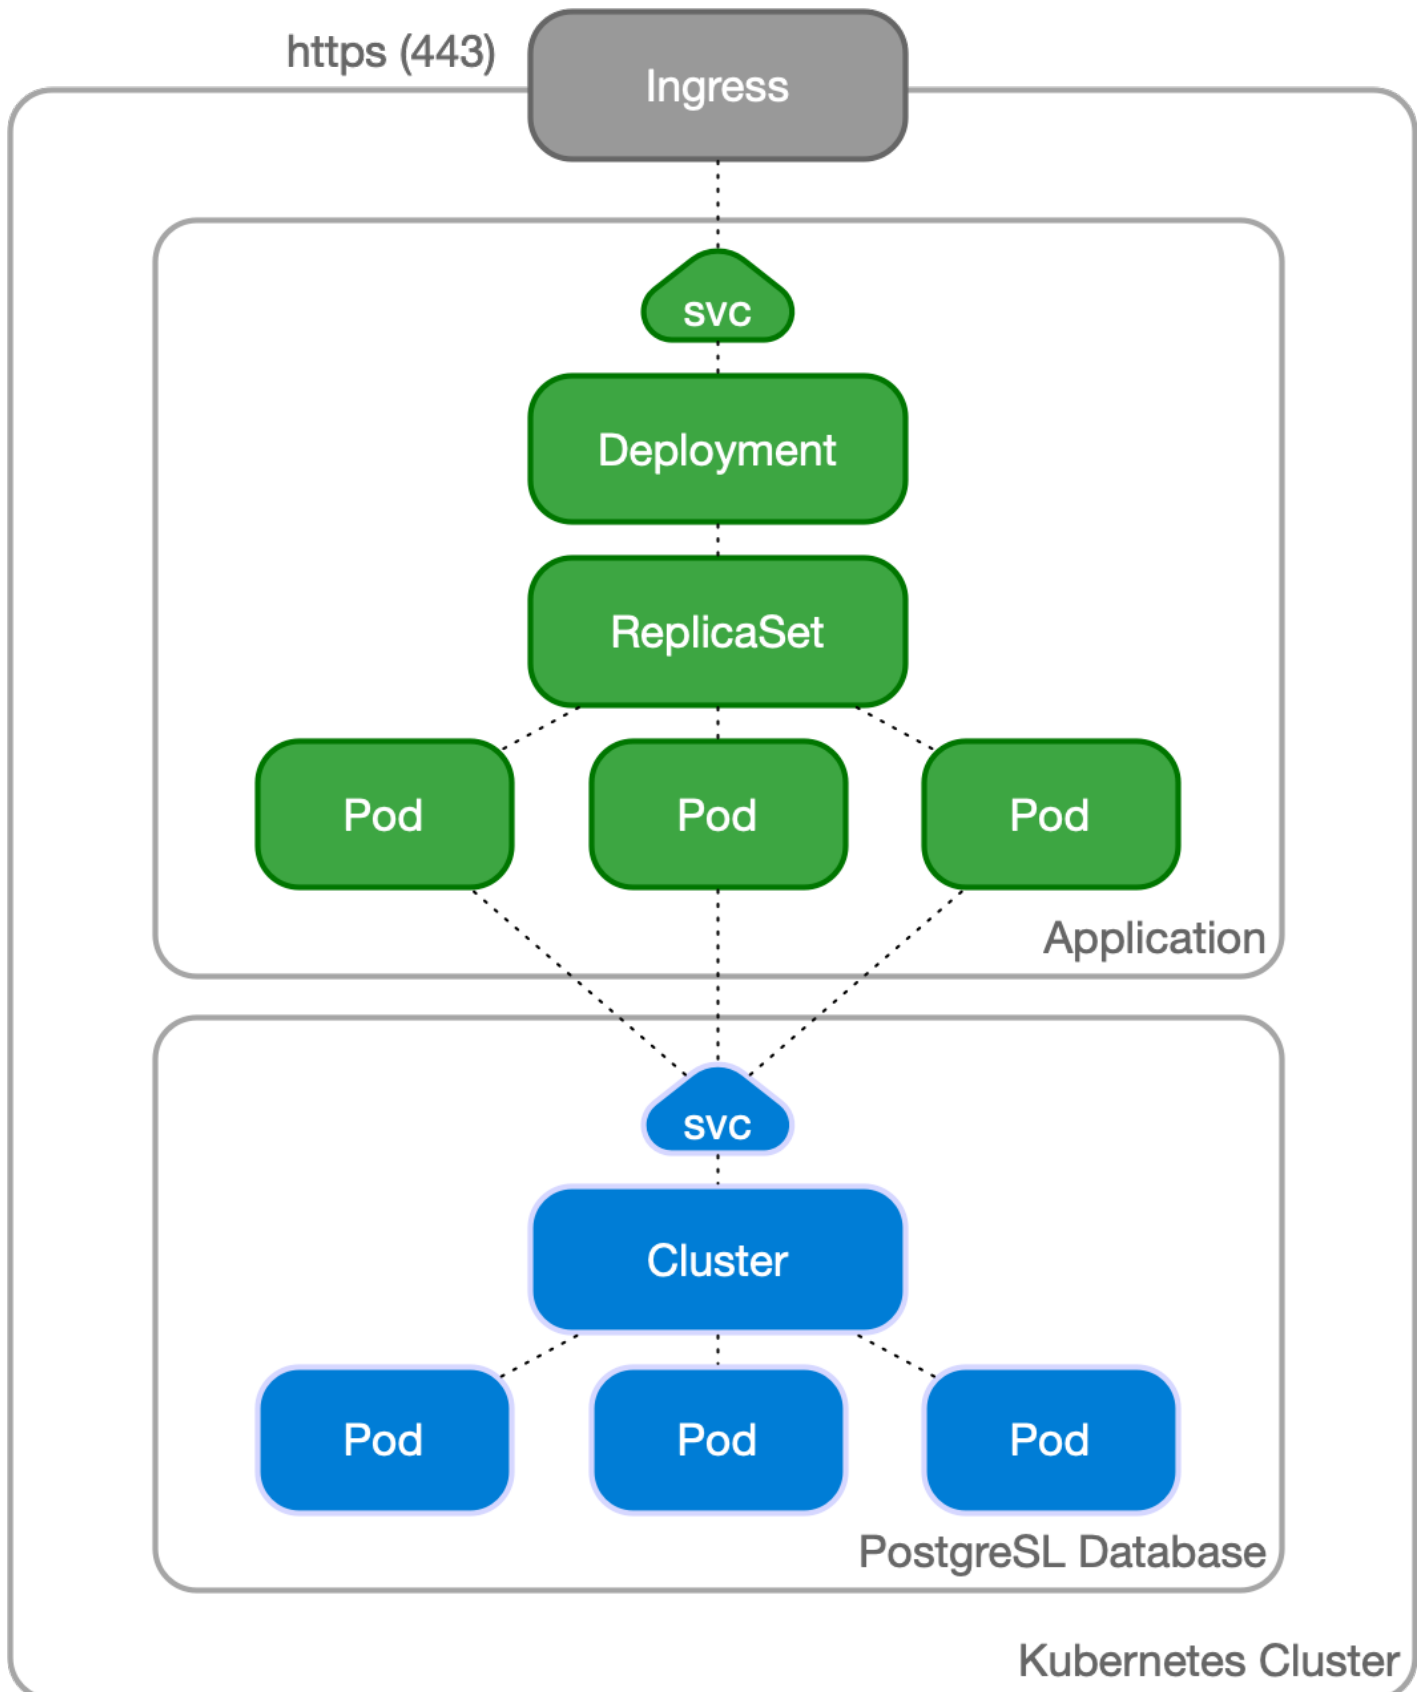 https (443)
Ingress
svc
Deployment
ReplicaSet
Pod
Pod
Pod
Application
svc
Cluster
Pod
Pod
Pod
PostgreSL Database
Kubernetes Cluster